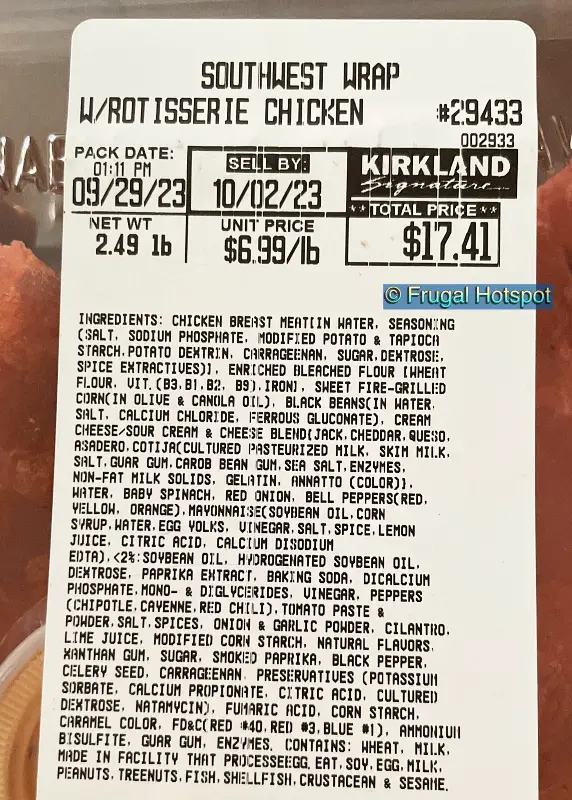 SOUTHWEST WRAP
W/ROTISSERIE CHICKEN #29433
002933
PACK DATE: SELL BY: KIRKLAND
01:11 PM Signature
09/29/23 10/02/23 **TOTAL PRICE**
NET WT UNIT PRICE $17.41
2.49 lb $6.99/lb
© Frugal Hotspot
INGREDIENTS: CHICKEN BREAST MEAT[IN WATER, SEASONING
(SALT, SODIUM PHOSPHATE, MODIFIED POTATO & TAPIOCA
STARCH,POTATO DEXTRIN, CARRAGEENAN, SUGAR,DEXTROSE,
SPICE EXTRACTIVES)], ENRICHED BLEACHED FLOUR [WHEAT
FLOUR, VIT.(B3,B1,B2, B9),IRON], SWEET FIRE-GRILLED
CORN(IN OLIVE & CANOLA OIL), BLACK BEANS(IN WATER,
SALT, CALCIUM CHLORIDE, FERROUS GLUCONATE), CREAM
CHEESE/SOUR CREAM & CHEESE BLEND[JACK,CHEDDAR,QUESO,
ASADERO,COTIJA(CULTURED PASTEURIZED MILK, SKIM MILK,
SALT,GUAR GUM,CAROB BEAN GUM,SEA SALT,ENZYMES,
NON-FAT MILK SOLIDS, GELATIN, ANNATTO (COLOR)],
WATER, BABY SPINACH, RED ONION, BELL PEPPERS(RED,
YELLOW, ORANGE),MAYONNAISE(SOYBEAN OIL,CORN
SYRUP,WATER,EGG YOLKS, VINEGAR,SALT,SPICE,LEMON
JUICE, CITRIC ACID, CALCIUM DISODIUM
EDTA),<2%:SOYBEAN OIL, HYDROGENATED SOYBEAN OIL,
DEXTROSE, PAPRIKA EXTRACT, BAKING SODA, DICALCIUM
PHOSPHATE,MONO- & DIGLYCERIDES, VINEGAR, PEPPERS
(CHIPOTLE,CAYENNE,RED CHILI),TOMATO PASTE &
POWDER,SALT,SPICES, ONION & GARLIC POWDER, CILANTRO,
LIME JUICE, MODIFIED CORN STARCH, NATURAL FLAVORS,
XANTHAN GUM, SUGAR, SMOKED PAPRIKA, BLACK PEPPER,
CELERY SEED, CARRAGEENAN, PRESERVATIVES (POTASSIUM
SORBATE, CALCIUM PROPIONATE, CITRIC ACID, CULTURED
DEXTROSE, NATAMYCIN), FUMARIC ACID, CORN STARCH,
CARAMEL COLOR, FD&C(RED #40,RED #3,BLUE #1), AMMONIUM
BISULFITE, GUAR GUM, ENZYMES. CONTAINS: WHEAT, MILK,
MADE IN FACILITY THAT PROCESSEEGG, EAT,SOY,EGG,MILK,
PEANUTS,TREENUTS,FISH,SHELLFISH,CRUSTACEAN & SESAME.